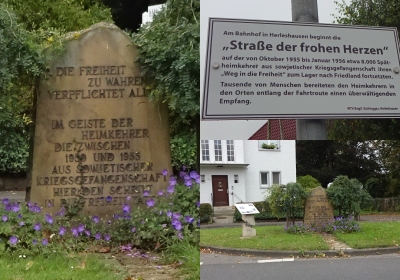 DIE FREIHEIT
ZU WAHREN
VERPFLICHTET ALLE
IM GEISTE DER
HEIMKEHRER
DIE ZWISCHEN
1950 UND 1955
AUS SOWJETISCHER
KRIEGSGEFANGENSCHAFT
HIER DEN SCHRITT
IN DIE FREIHEIT
Am Bahnhof in Herleshausen beginnt die
„Straße der frohen Herzen“
auf der von Oktober 1955 bis Januar 1956 etwa 8.000 Spät-
heimkehrer aus sowjetischer Kriegsgefangenschaft ihren
„Weg in die Freiheit“ zum Lager nach Friedland fortsetzten.
Tausende von Menschen bereiteten den Heimkehrern in
den Orten entlang der Fahrtroute einen überwältigenden
Empfang.